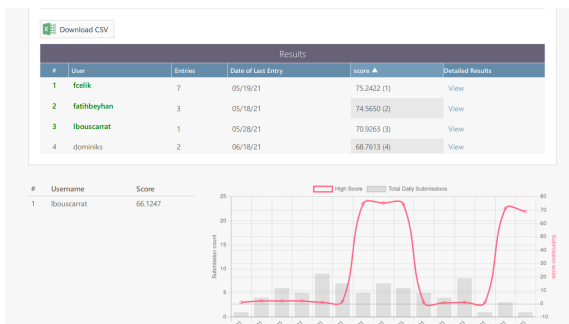 Download CSV
Results
# User Entries Date of Last Entry score ▲ Detailed Results
1 fcelik 7 05/19/21 75.2422 (1) View
2 fatihbeyhan 3 05/18/21 74.5650 (2) View
3 lbouscarrat 1 05/28/21 70.9263 (3) View
4 dominiks 2 06/18/21 68.7613 (4) View
# Username Score
1 lbouscarrat 66.1247
High Score Total Daily Submissions
25 80
70
20 60
50
15 40
30
10 20
10
5 0
0 -10
Submission count
Submission score